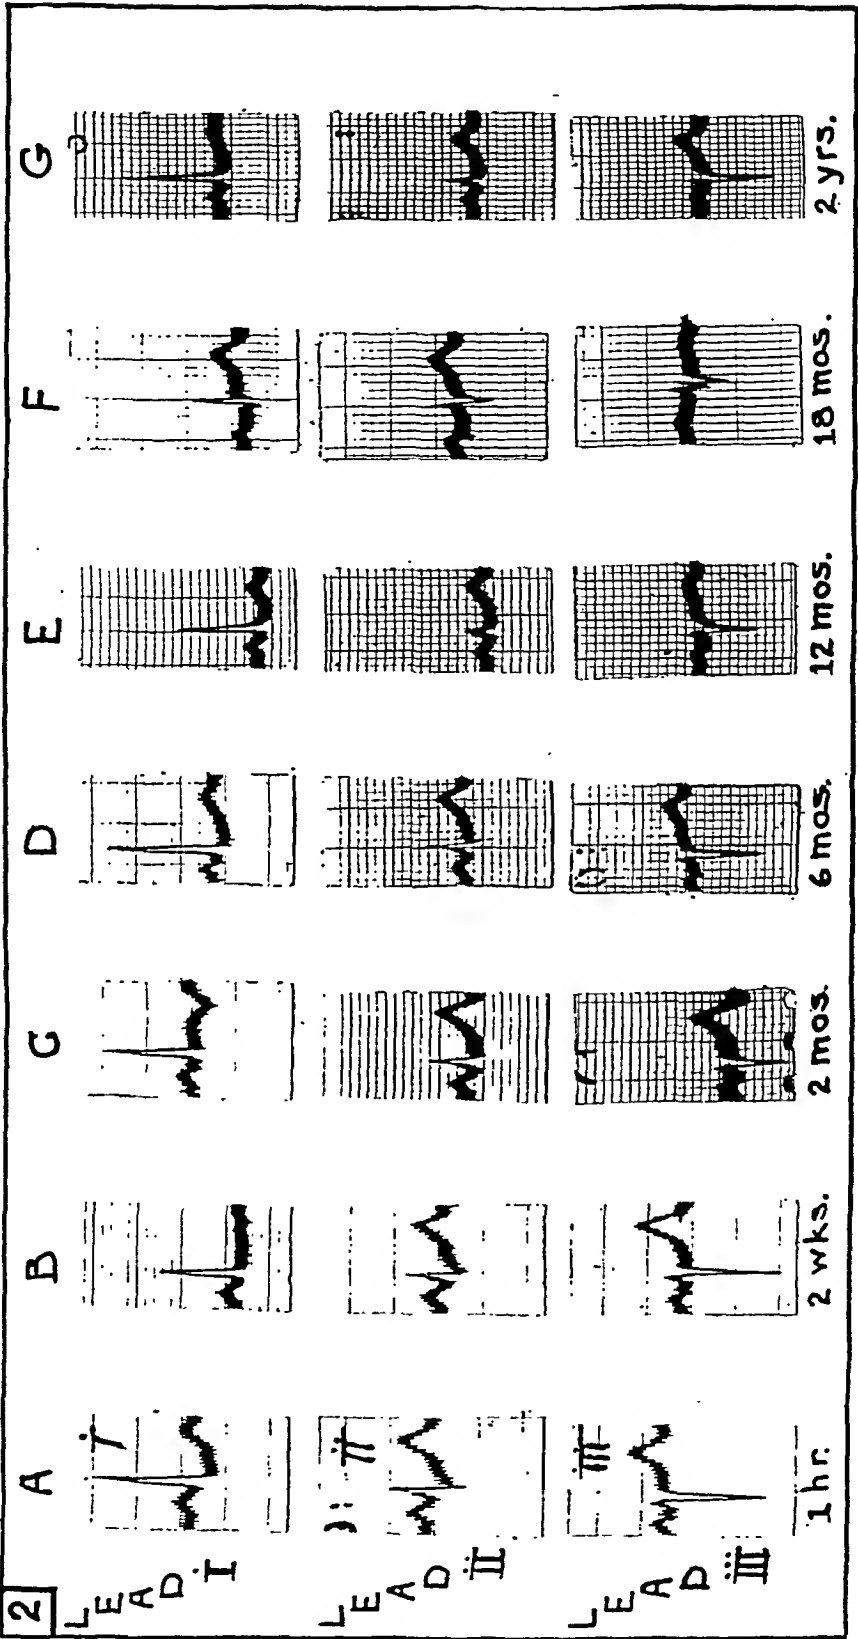 2
A B C D E F G
LEAD I
I
LEAD II
II
LEAD III
III
1 hr. 2 wks. 2 mos. 6 mos. 12 mos. 18 mos. 2 yrs.